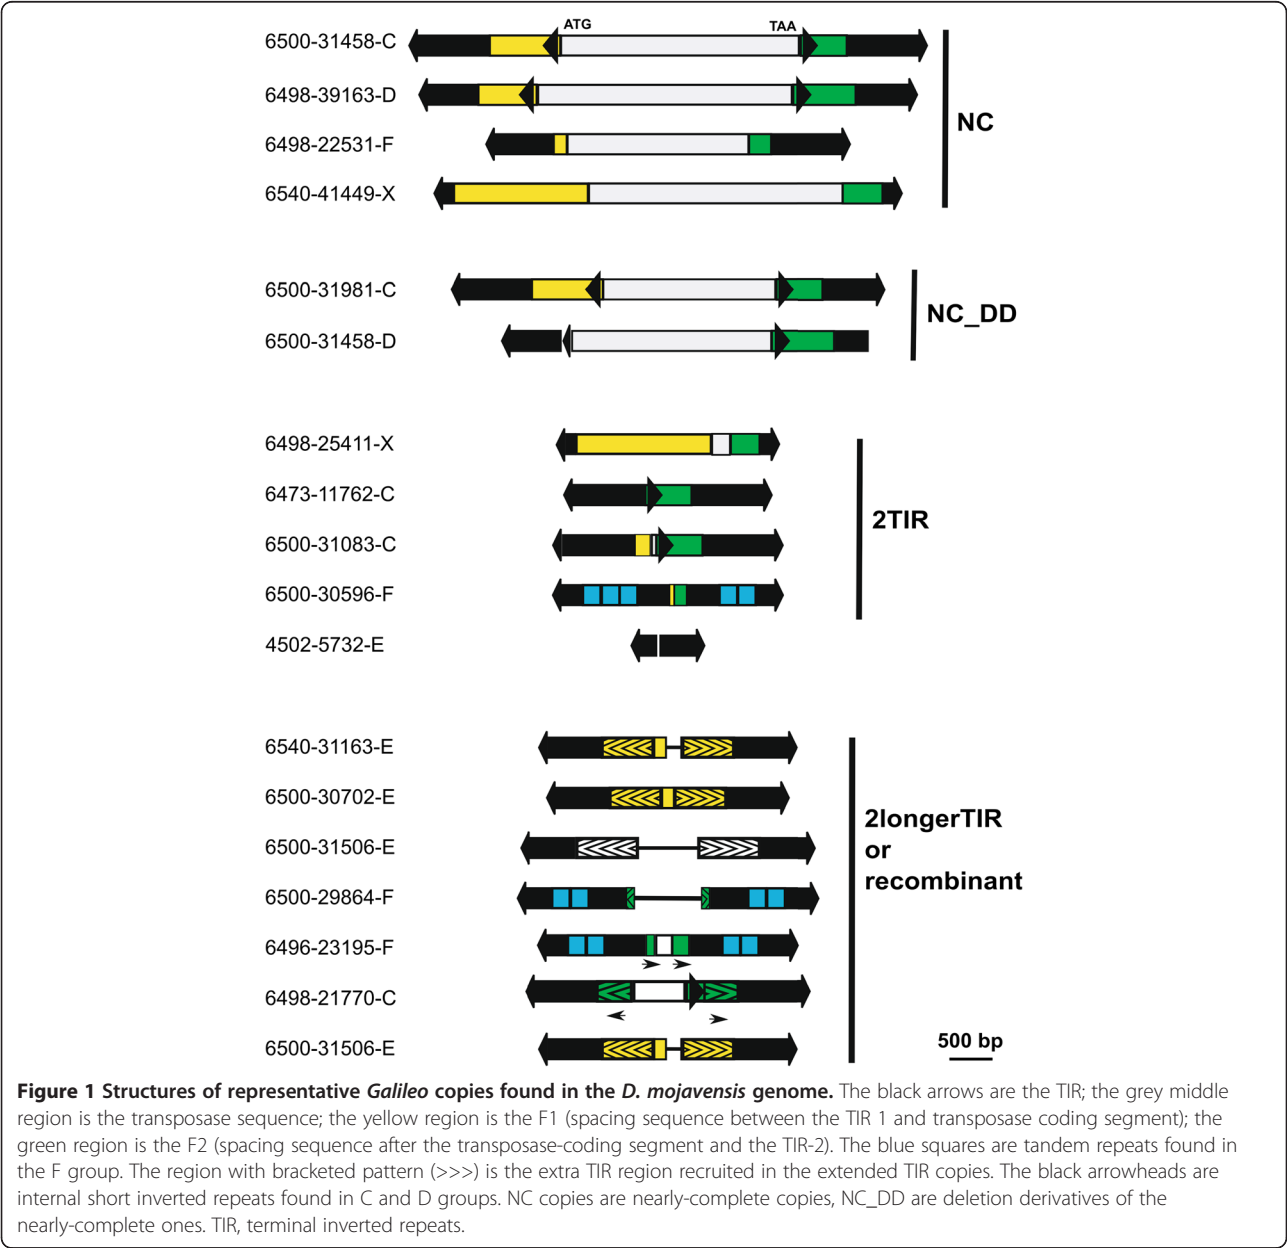 ATG TAA
6500-31458-C
6498-39163-D
NC
6498-22531-F
6540-41449-X
6500-31981-C
NC_DD
6500-31458-D
6498-25411-X
6473-11762-C
2TIR
6500-31083-C
6500-30596-F
4502-5732-E
6540-31163-E
6500-30702-E
2longerTIR
or
recombinant
6500-31506-E
6500-29864-F
6496-23195-F
6498-21770-C
6500-31506-E
500 bp
Figure 1 Structures of representative Galileo copies found in the D. mojavensis genome. The black arrows are the TIR; the grey middle
region is the transposase sequence; the yellow region is the F1 (spacing sequence between the TIR 1 and transposase coding segment); the
green region is the F2 (spacing sequence after the transposase-coding segment and the TIR-2). The blue squares are tandem repeats found in
the F group. The region with bracketed pattern (>>>) is the extra TIR region recruited in the extended TIR copies. The black arrowheads are
internal short inverted repeats found in C and D groups. NC copies are nearly-complete copies, NC_DD are deletion derivatives of the
nearly-complete ones. TIR, terminal inverted repeats.